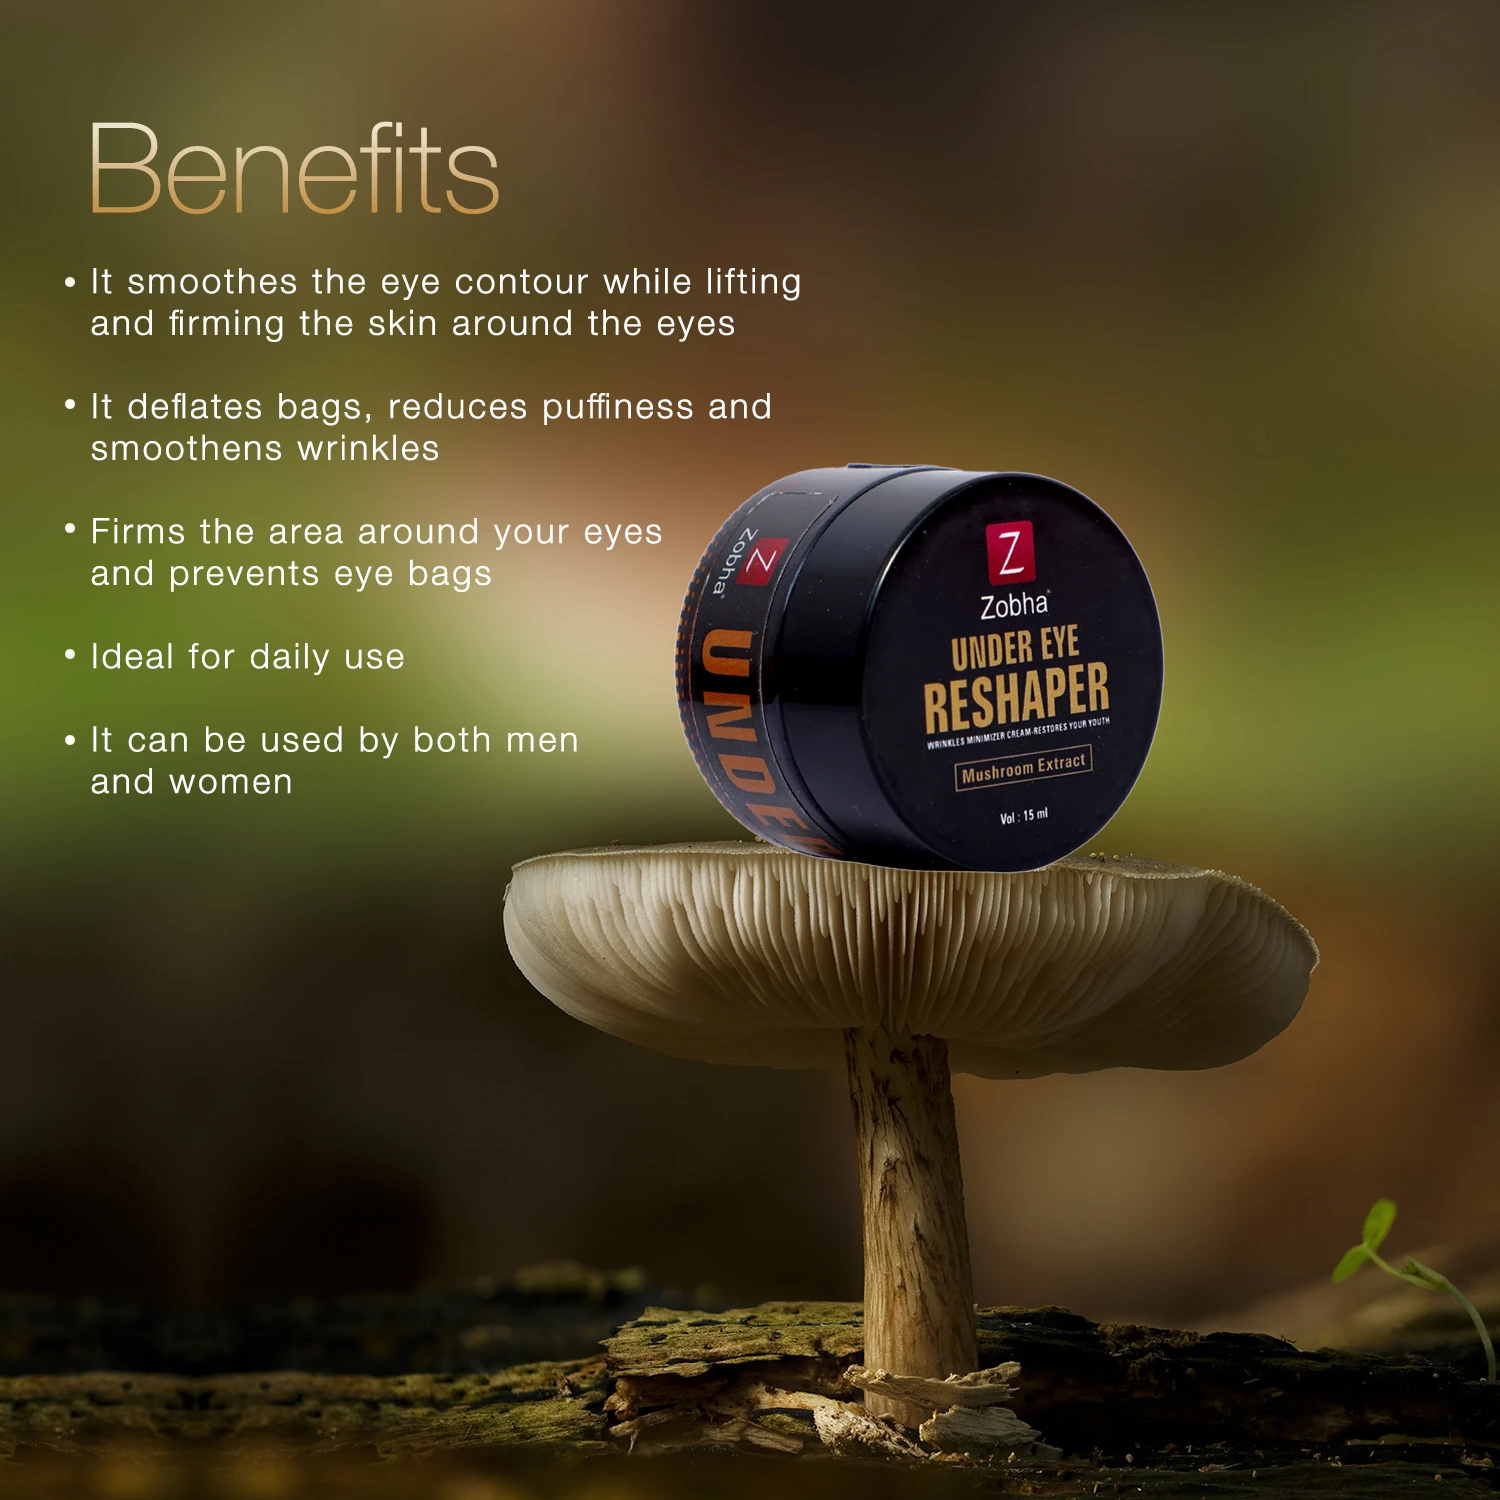 Benefits
• It smoothes the eye contour while lifting
and firming the skin around the eyes
• It deflates bags, reduces puffiness and
smoothens wrinkles
• Firms the area around your eyes
and prevents eye bags
• Ideal for daily use
• It can be used by both men
and women
Z
Zobha
UNDER
Z
Zobha
UNDER EYE
RESHAPER
WRINKLES MINIMIZER CREAM-RESTORES YOUR YOUTH
Mushroom Extract
Vol : 15 ml